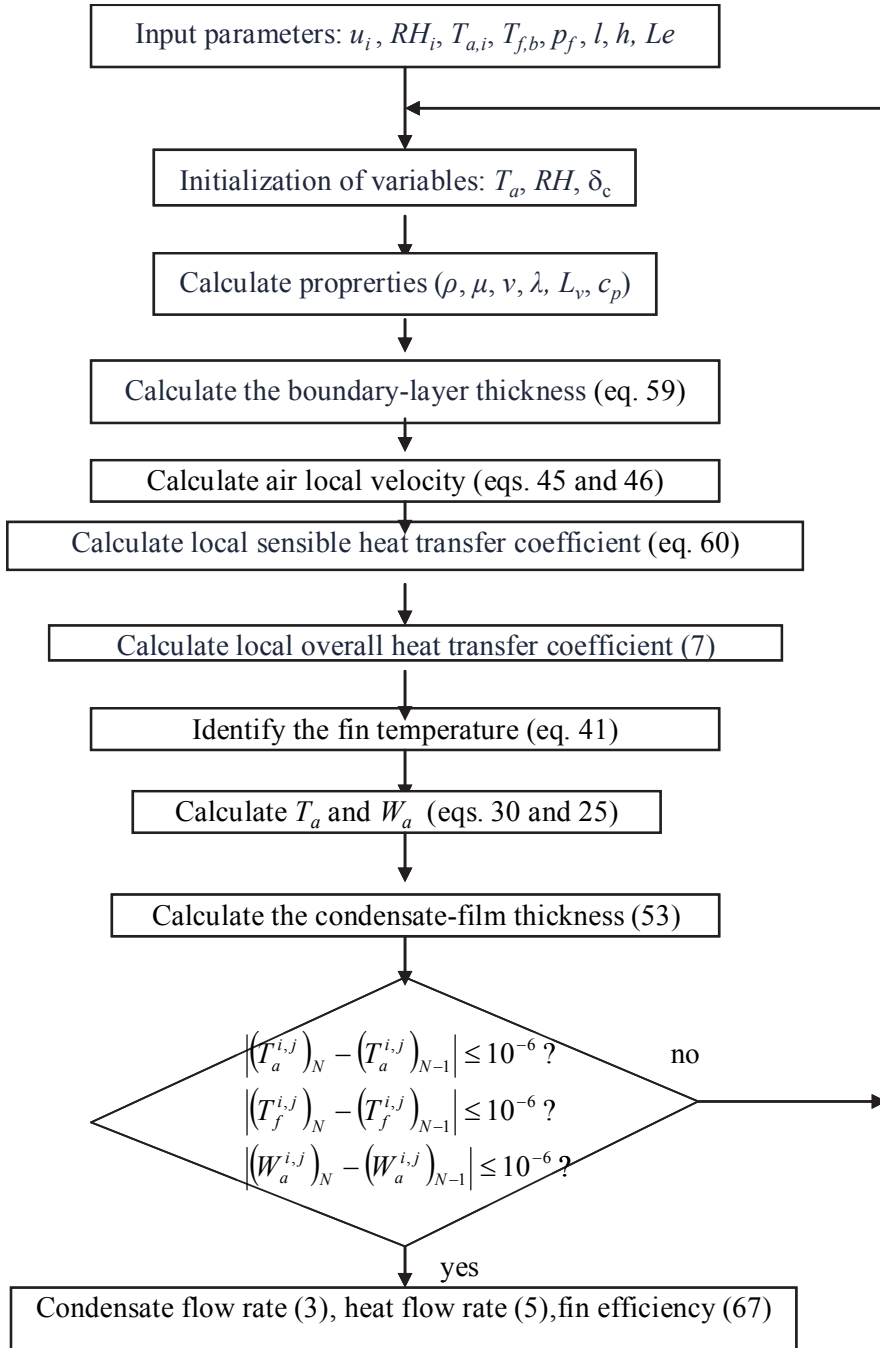 Input parameters: u_i, RH_i, T_{a,i}, T_{f,b}, p_f, l, h, Le
Initialization of variables: T_a, RH, δ_c
Calculate proprerties (ρ, μ, ν, λ, L_v, c_p)
Calculate the boundary-layer thickness (eq. 59)
Calculate air local velocity (eqs. 45 and 46)
Calculate local sensible heat transfer coefficient (eq. 60)
Calculate local overall heat transfer coefficient (7)
Identify the fin temperature (eq. 41)
Calculate T_a and W_a (eqs. 30 and 25)
Calculate the condensate-film thickness (53)
|(T_a^{i,j})_N − (T_a^{i,j})_{N−1}| ≤ 10^{−6} ?
no
|(T_f^{i,j})_N − (T_f^{i,j})_{N−1}| ≤ 10^{−6} ?
|(W_a^{i,j})_N − (W_a^{i,j})_{N−1}| ≤ 10^{−6} ?
yes
Condensate flow rate (3), heat flow rate (5),fin efficiency (67)